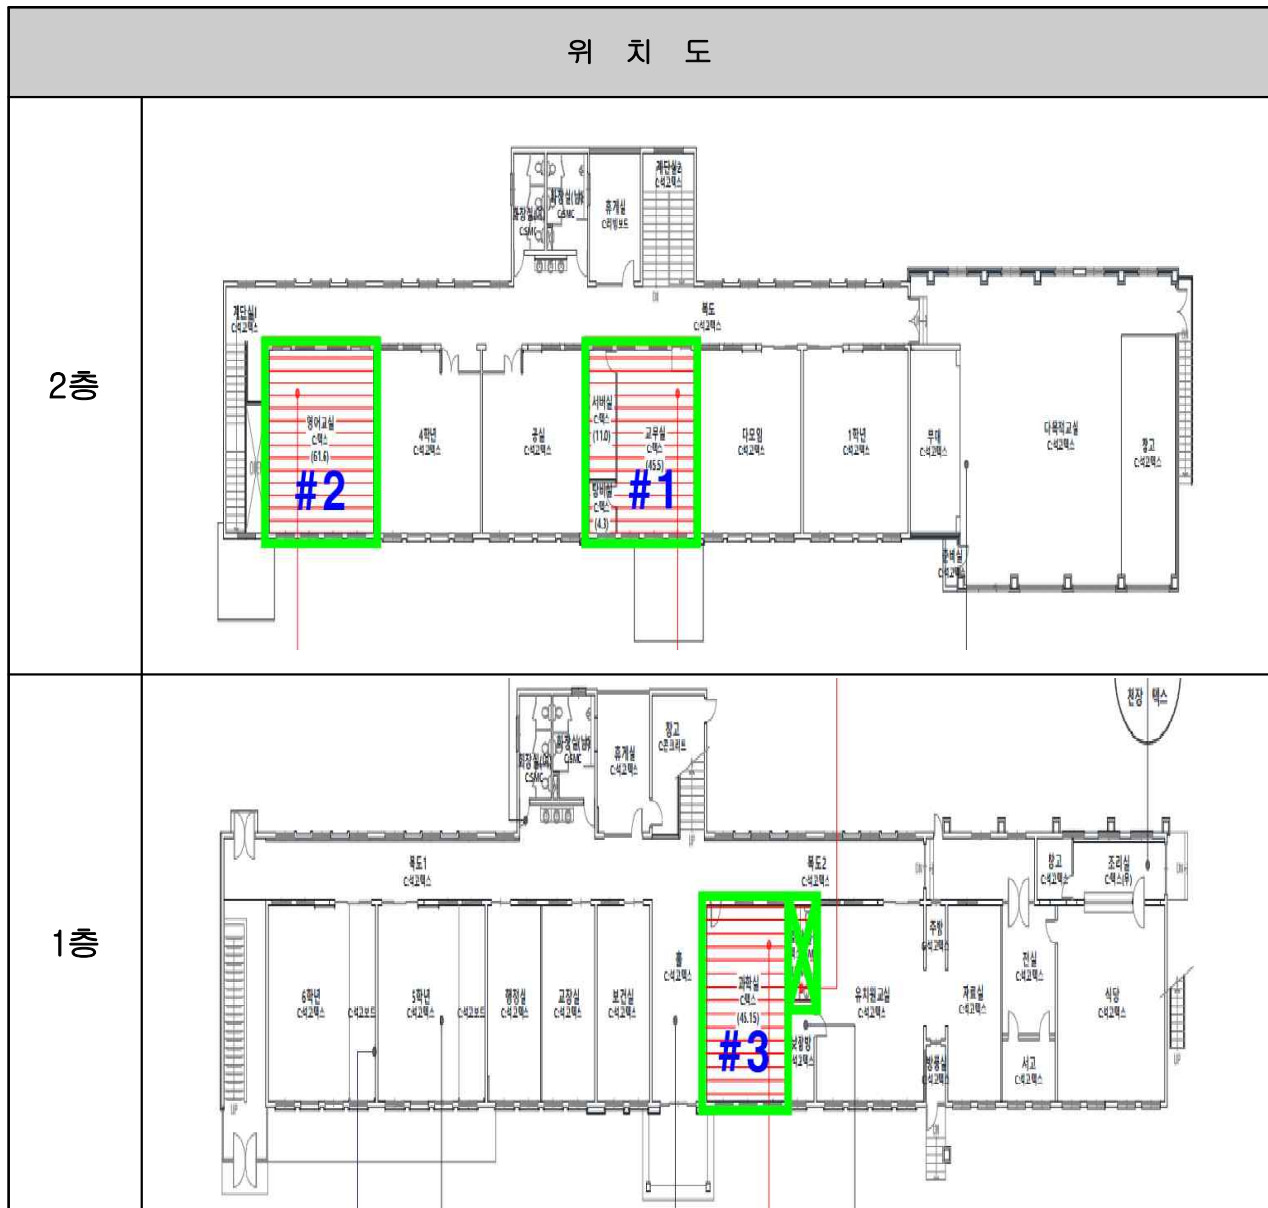 위 치 도
2층
계단실2
C:석고텍스
화장실(여)
C:SMC
화장실(남)
C:SMC
휴게실
C:리빙보드
계단실1
C:석고텍스
복도
C:석고텍스
영어교실
C:텍스
(61.6)
#2
4학년
C:석고텍스
공실
C:석고텍스
서버실
C:텍스
(11.0)
탕비실
C:텍스
(4.3)
교무실
C:텍스
(45.5)
#1
다모임
C:석고텍스
1학년
C:석고텍스
무대
C:석고텍스
다목적교실
C:석고텍스
창고
C:석고텍스
준비실
C:석고텍스
1층
천장 텍스
화장실(여)
C:SMC
화장실(남)
C:SMC
휴게실
C:석고텍스
창고
C:콘크리트
UP
복도1
C:석고텍스
복도2
C:석고텍스
창고
C:석고텍스
조리실
C:텍스(무)
6학년
C:석고텍스
C:석고보드
5학년
C:석고텍스
C:석고보드
행정실
C:석고텍스
교장실
C:석고텍스
보건실
C:석고텍스
홀
C:석고텍스
과학실
C:텍스
(45.15)
#3
낮잠방
C:석고텍스
유치원교실
C:석고텍스
주방
C:석고텍스
방풍실
C:석고텍스
자료실
C:석고텍스
전실
C:석고텍스
서고
C:석고텍스
식당
C:석고텍스
UP
UP